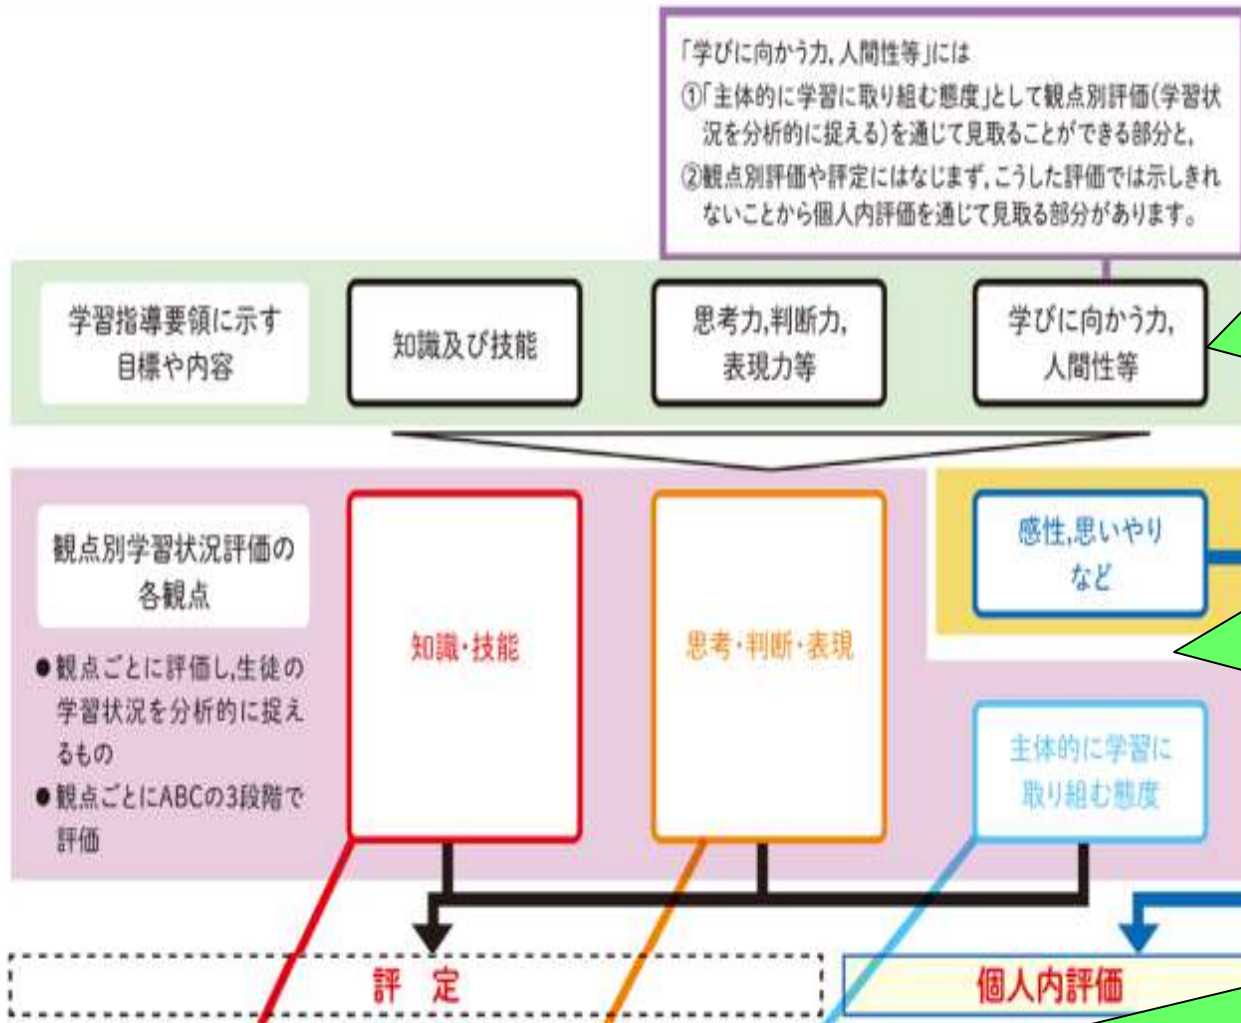 「学びに向かう力,人間性等」には
①「主体的に学習に取り組む態度」として観点別評価(学習状
況を分析的に捉える)を通じて見取ることができる部分と,
②観点別評価や評定にはなじまず,こうした評価では示しきれ
ないことから個人内評価を通じて見取る部分があります。
学習指導要領に示す
目標や内容
知識及び技能
思考力,判断力,
表現力等
学びに向かう力,
人間性等
観点別学習状況評価の
各観点
●観点ごとに評価し,生徒の
学習状況を分析的に捉え
るもの
●観点ごとにABCの3段階で
評価
知識・技能
思考・判断・表現
感性,思いやり
など
主体的に学習に
取り組む態度
評 定
個人内評価